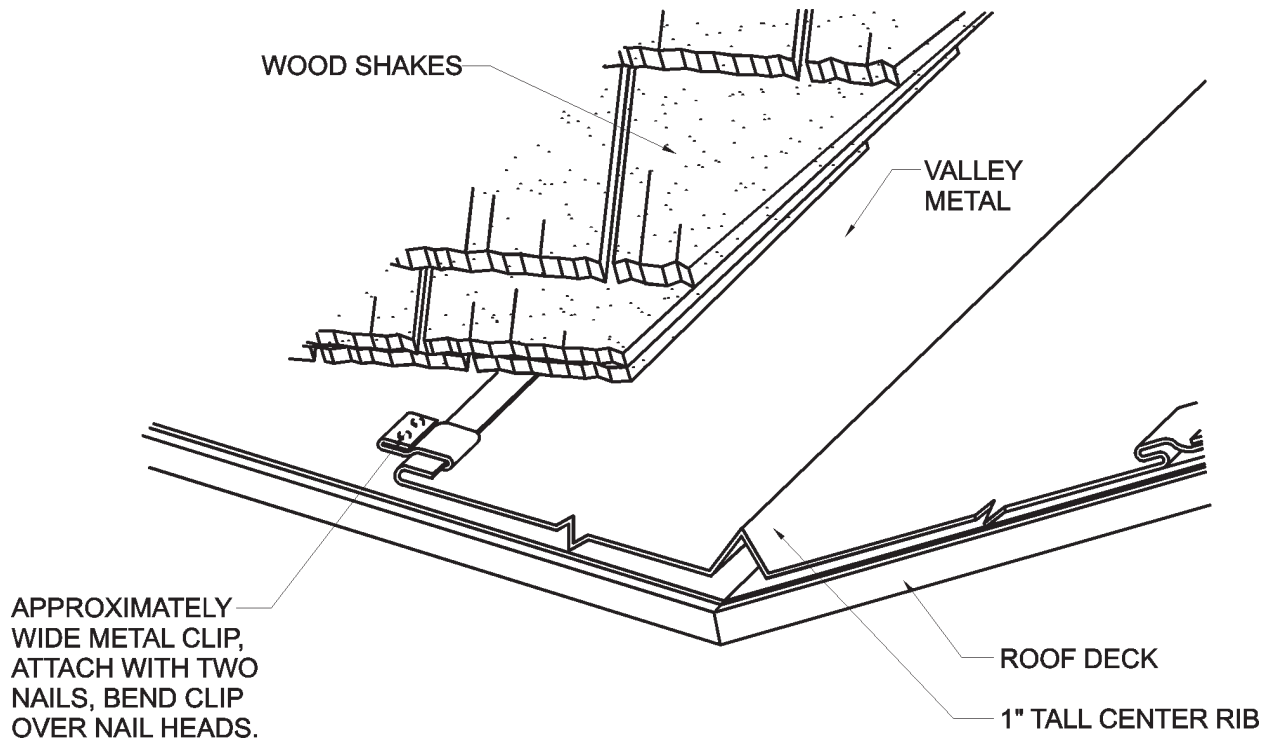 WOOD SHAKES
VALLEY
METAL
APPROXIMATELY
WIDE METAL CLIP,
ATTACH WITH TWO
NAILS, BEND CLIP
OVER NAIL HEADS.
ROOF DECK
1" TALL CENTER RIB